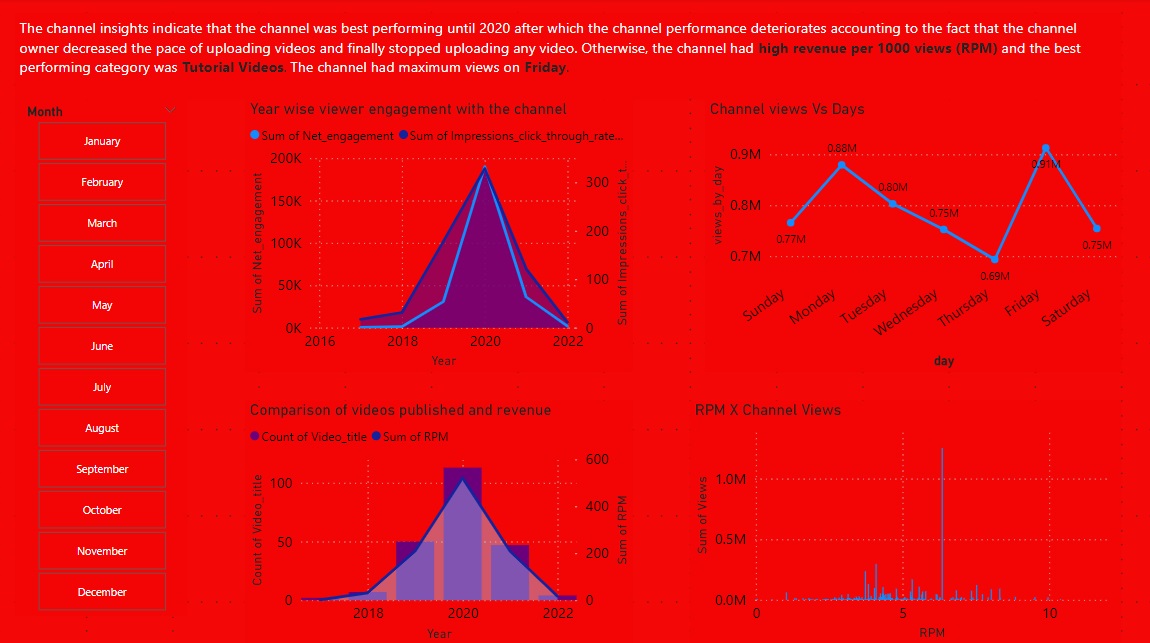 The channel insights indicate that the channel was best performing until 2020 after which the channel performance deteriorates accounting to the fact that the channel
owner decreased the pace of uploading videos and finally stopped uploading any video. Otherwise, the channel had high revenue per 1000 views (RPM) and the best
performing category was Tutorial Videos. The channel had maximum views on Friday.
Month
January
February
March
April
May
June
July
August
September
October
November
December
Year wise viewer engagement with the channel
Sum of Net_engagement Sum of Impressions_click_through_rate...
Sum of Net_engagement
200K
150K
100K
50K
0K
300
200
100
0
Sum of Impressions_click_t...
2016 2018 2020 2022
Year
Channel views Vs Days
views_by_day
0.9M
0.8M
0.7M
0.77M
0.88M
0.80M
0.75M
0.69M
0.91M
0.75M
Sunday
Monday
Tuesday
Wednesday
Thursday
Friday
Saturday
day
Comparison of videos published and revenue
Count of Video_title Sum of RPM
Count of Video_title
100
50
0
600
400
200
0
Sum of RPM
2018 2020 2022
Year
RPM X Channel Views
Sum of Views
1.0M
0.5M
0.0M
0 5 10
RPM